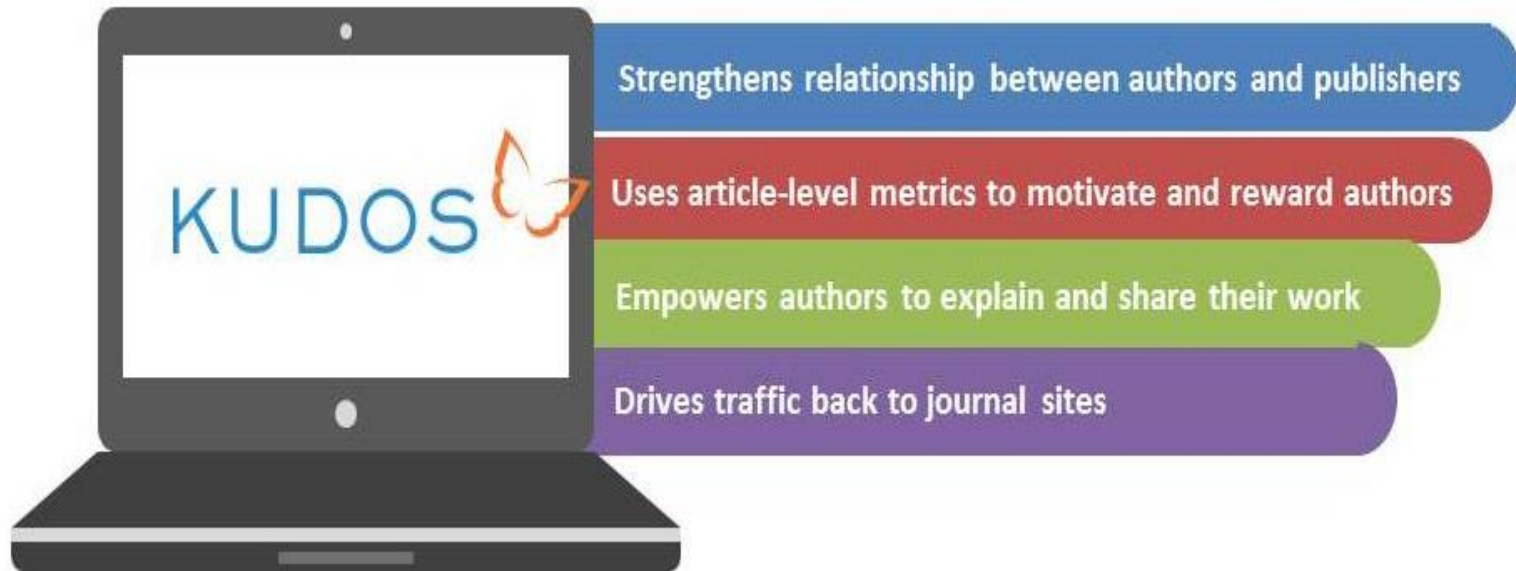 KUDOS
Strengthens relationship between authors and publishers
Uses article-level metrics to motivate and reward authors
Empowers authors to explain and share their work
Drives traffic back to journal sites